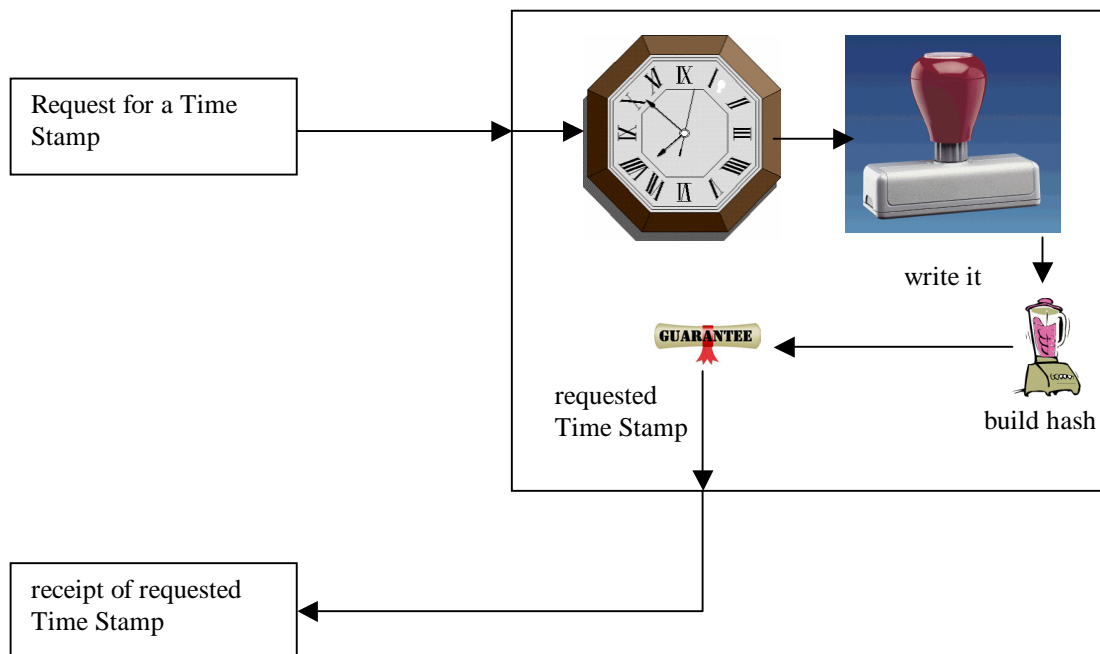 Request for a Time
Stamp
write it
GUARANTEE
requested
Time Stamp
build hash
receipt of requested
Time Stamp